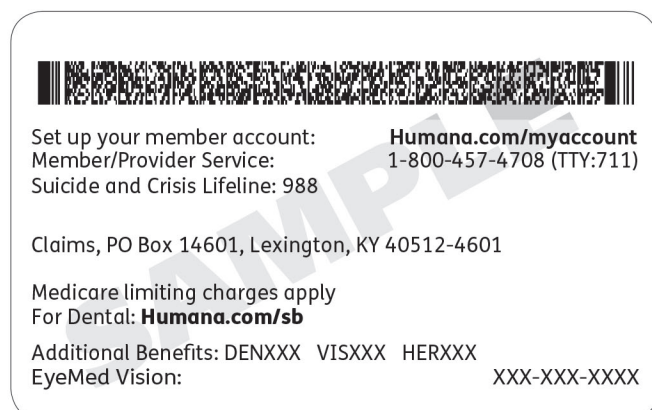 Set up your member account: Humana.com/myaccount
Member/Provider Service: 1-800-457-4708 (TTY:711)
Suicide and Crisis Lifeline: 988
Claims, PO Box 14601, Lexington, KY 40512-4601
Medicare limiting charges apply
For Dental: Humana.com/sb
Additional Benefits: DENXXX VISXXX HERXXX
EyeMed Vision: XXX-XXX-XXXX
SAMPLE